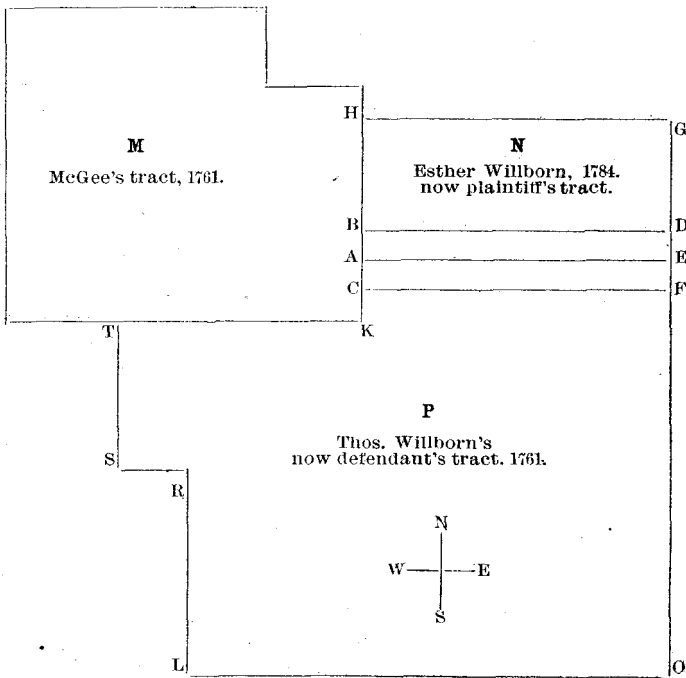 H
G
M
N
McGee's tract, 1761.
Esther Willborn, 1784.
now plaintiff's tract.
B
D
A
E
C
F
T
K
P
Thos. Willborn's
now defendant's tract. 1761.
S
R
N
W
E
S
L
O